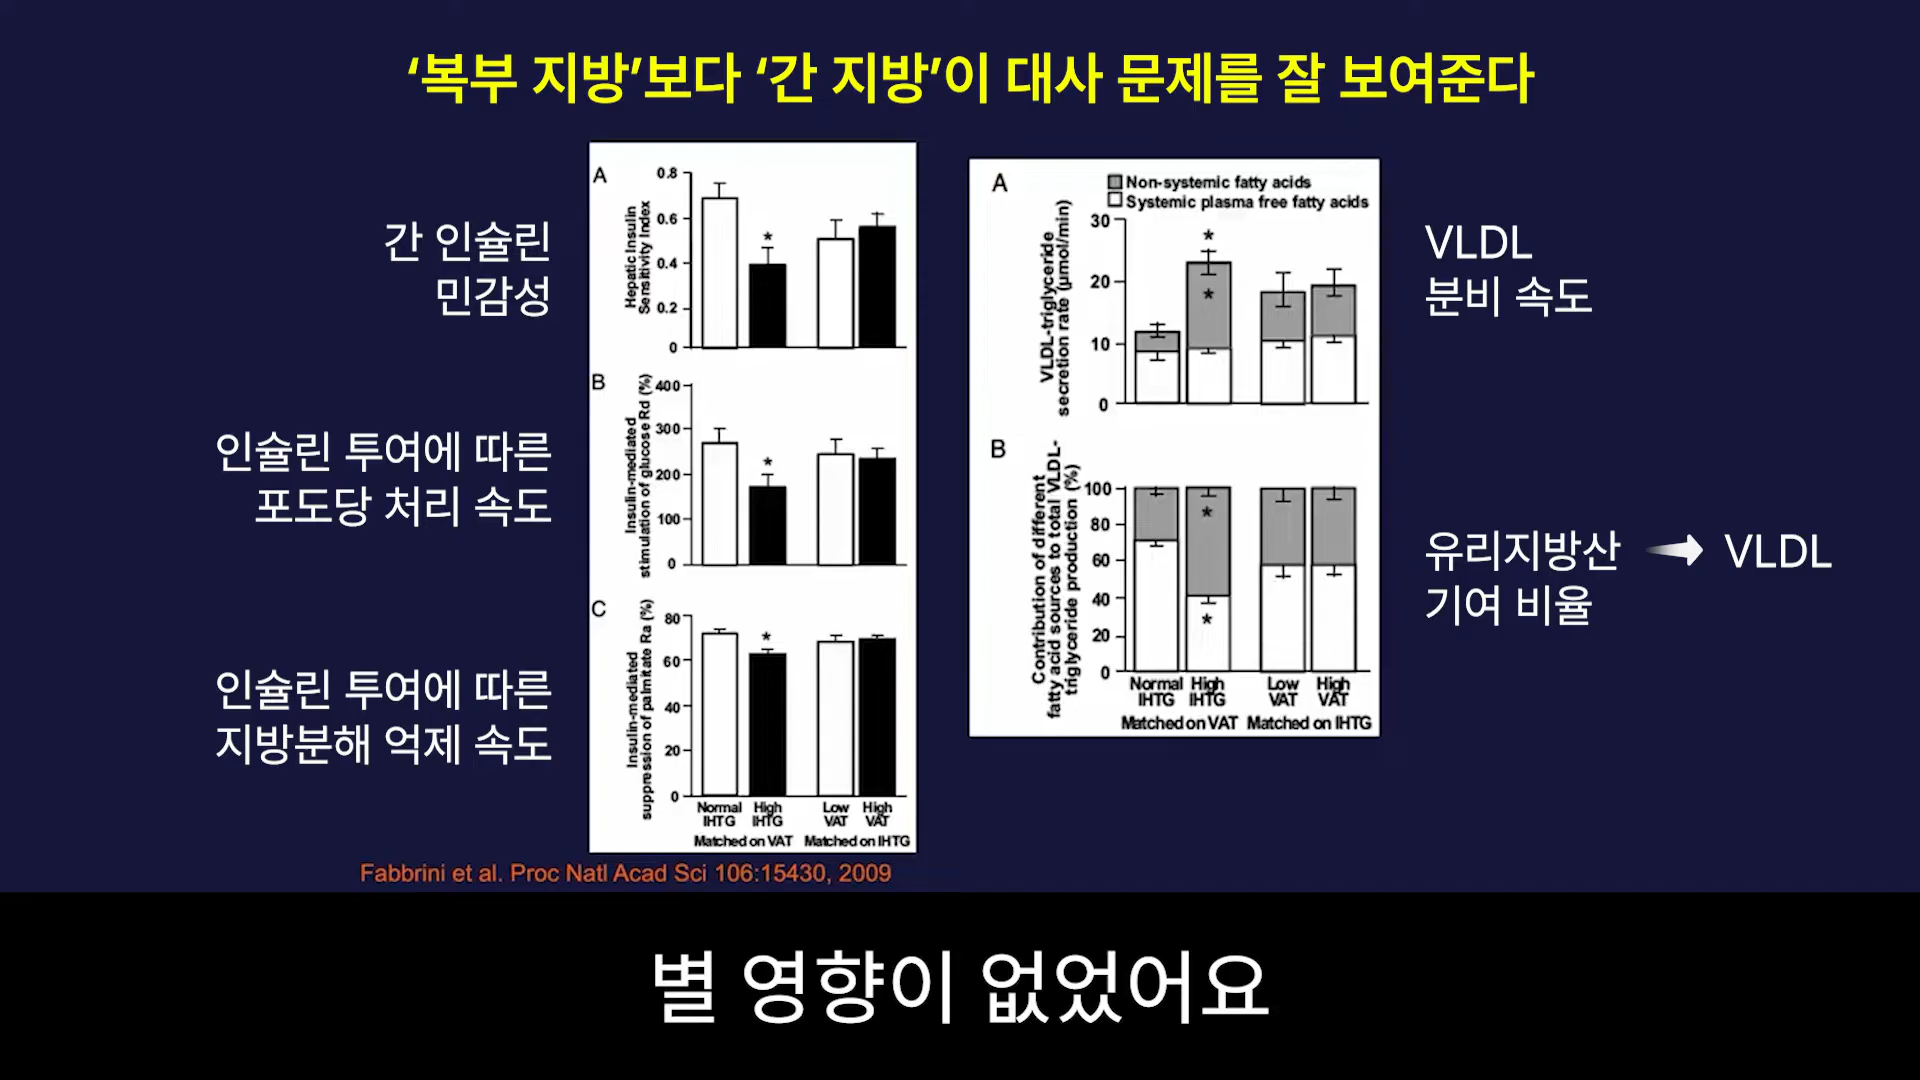 ‘복부 지방’보다 ‘간 지방’이 대사 문제를 잘 보여준다
간 인슐린
민감성
인슐린 투여에 따른
포도당 처리 속도
인슐린 투여에 따른
지방분해 억제 속도
A
Hepatic Insulin
Sensitivity Index
0.8
0.6
0.4
0.2
0
*
B
Insulin-mediated
stimulation of glucose Rd (%)
400
300
200
100
0
*
C
Insulin-mediated
suppression of palmitate Ra (%)
80
60
40
20
0
*
Normal IHTG
High IHTG
Low VAT
High VAT
Matched on VAT
Matched on IHTG
A
Non-systemic fatty acids
Systemic plasma free fatty acids
VLDL-triglyceride
secretion rate (µmol/min)
30
20
10
0
*
*
B
Contribution of different
fatty acid sources to total VLDL-
triglyceride production (%)
100
80
60
40
20
0
*
*
Normal IHTG
High IHTG
Low VAT
High VAT
Matched on VAT
Matched on IHTG
VLDL
분비 속도
유리지방산 → VLDL
기여 비율
Fabbrini et al. Proc Natl Acad Sci 106:15430, 2009
별 영향이 없었어요